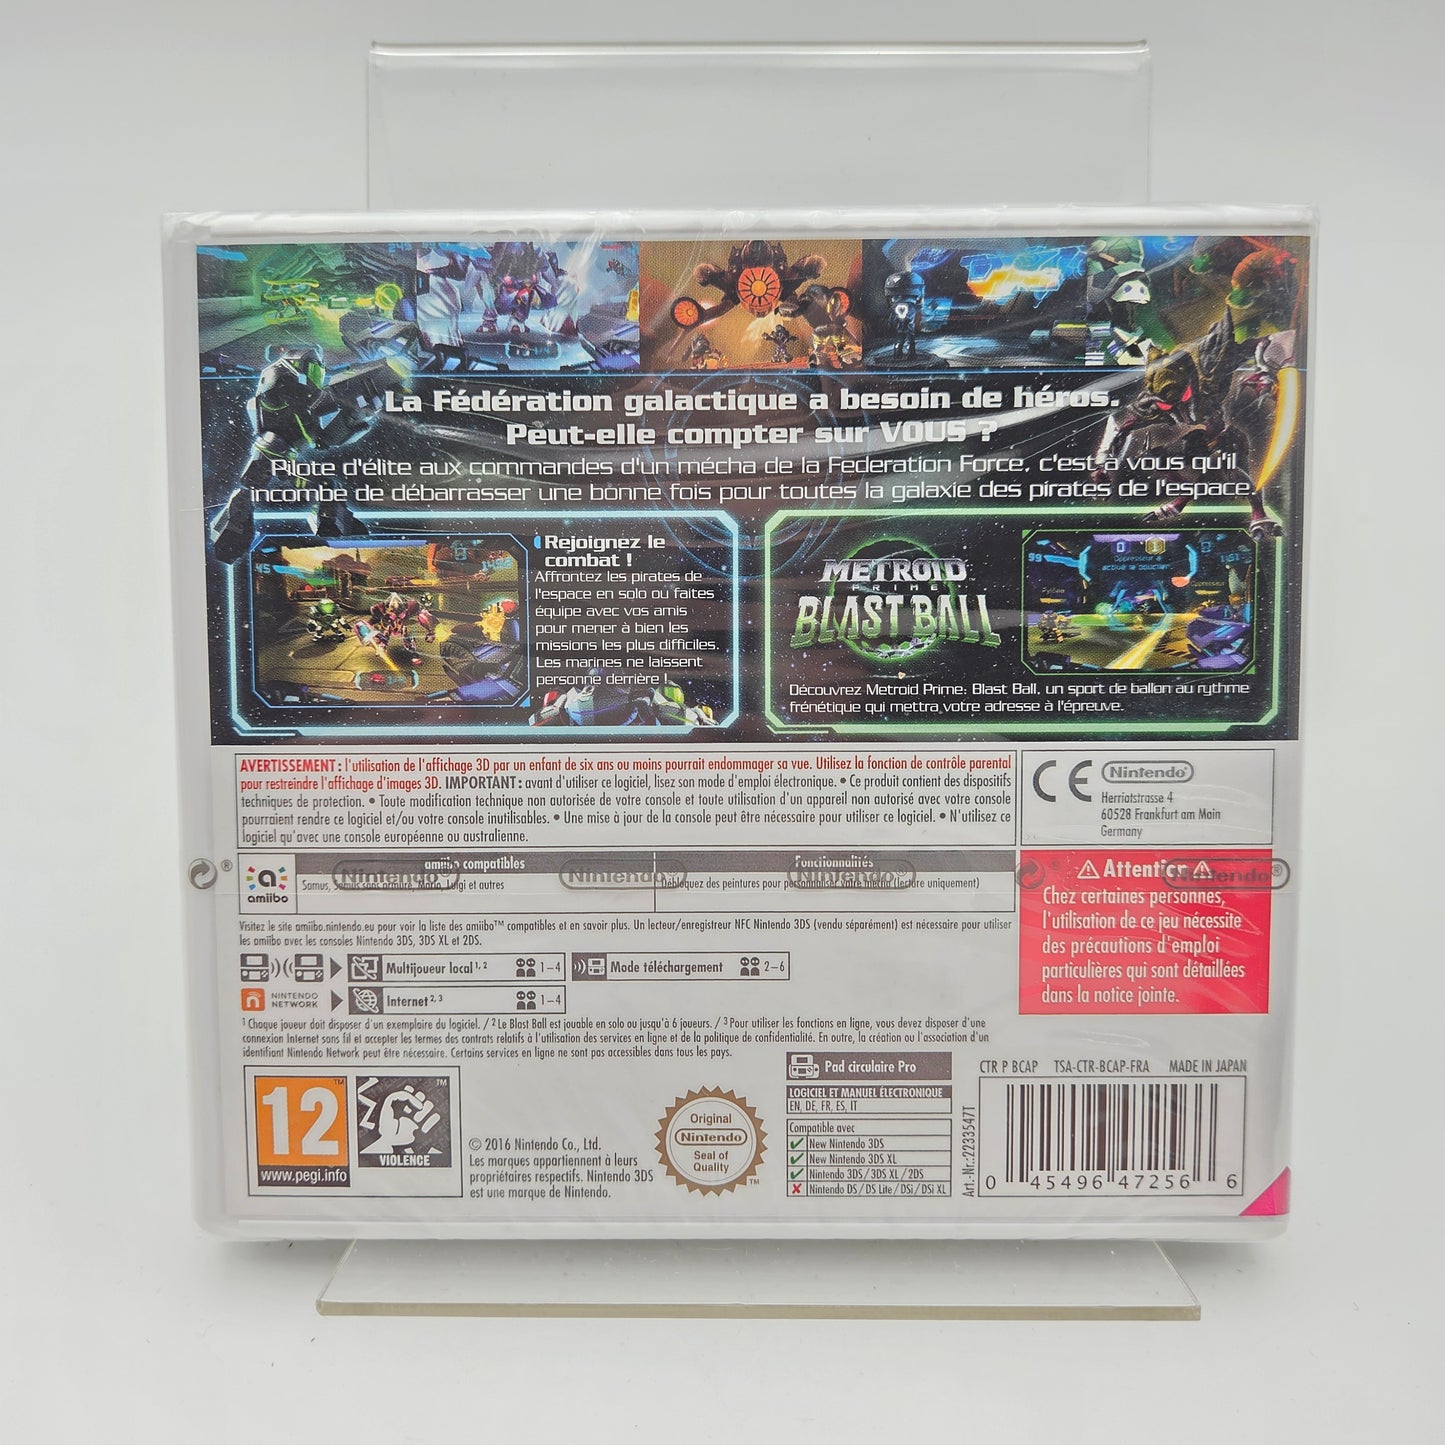 La Fédération galactique a besoin de héros.
Peut-elle compter sur VOUS ?
Pilote d'élite aux commandes d'un mécha de la Federation Force, c'est à vous qu'il
incombe de débarrasser une bonne fois pour toutes la galaxie des pirates de l'espace.
Rejoignez le
combat !
Affrontez les pirates de
l'espace en solo ou faites
équipe avec vos amis
pour mener à bien les
missions les plus difficiles.
Les marines ne laissent
personne derrière !
METROID
PRIME
BLAST BALL
Oppresseur a
activé le bouclier
Découvrez Metroid Prime: Blast Ball, un sport de ballon au rythme
frénétique qui mettra votre adresse à l'épreuve.
AVERTISSEMENT : l'utilisation de l'affichage 3D par un enfant de six ans ou moins pourrait endommager sa vue. Utilisez la fonction de contrôle parental
pour restreindre l'affichage d'images 3D. IMPORTANT : avant d'utiliser ce logiciel, lisez son mode d'emploi électronique. • Ce produit contient des dispositifs
techniques de protection. • Toute modification technique non autorisée de votre console et toute utilisation d'un appareil non autorisé avec votre console
pourraient rendre ce logiciel et/ou votre console inutilisables. • Une mise à jour de la console peut être nécessaire pour utiliser ce logiciel. • N'utilisez ce
logiciel qu'avec une console européenne ou australienne.
CE
Nintendo
Herriotstrasse 4
60528 Frankfurt am Main
Germany
amiibo
amiibo compatibles
Samus, Samus sans armure, Mario, Luigi et autres
Fonctionnalités
Débloquez des peintures pour personnaliser votre mécha (lecture uniquement)
Nintendo Nintendo Nintendo Nintendo
Attention
Chez certaines personnes,
l'utilisation de ce jeu nécessite
des précautions d'emploi
particulières qui sont détaillées
dans la notice jointe.
Visitez le site amiibo.nintendo.eu pour voir la liste des amiibo™ compatibles et en savoir plus. Un lecteur/enregistreur NFC Nintendo 3DS (vendu séparément) est nécessaire pour utiliser
les amiibo avec les consoles Nintendo 3DS, 3DS XL et 2DS.
Multijoueur local 1, 2 1–4
Mode téléchargement 2–6
NINTENDO
NETWORK
Internet 2, 3 1–4
1 Chaque joueur doit disposer d'un exemplaire du logiciel. / 2 Le Blast Ball est jouable en solo ou jusqu'à 6 joueurs. / 3 Pour utiliser les fonctions en ligne, vous devez disposer d'une
connexion Internet sans fil et accepter les termes des contrats relatifs à l'utilisation des services en ligne et de la politique de confidentialité. En outre, la création ou l'association d'un
identifiant Nintendo Network peut être nécessaire. Certains services en ligne ne sont pas accessibles dans tous les pays.
12
www.pegi.info
VIOLENCE
© 2016 Nintendo Co., Ltd.
Les marques appartiennent à leurs
propriétaires respectifs. Nintendo 3DS
est une marque de Nintendo.
Original
Nintendo
Seal of
Quality
Pad circulaire Pro
LOGICIEL ET MANUEL ÉLECTRONIQUE
EN, DE, FR, ES, IT
Compatible avec
New Nintendo 3DS
New Nintendo 3DS XL
Nintendo 3DS / 3DS XL / 2DS
Nintendo DS / DS Lite / DSi / DSi XL
Art.-Nr.: 2233547T
CTR P BCAP TSA-CTR-BCAP-FRA MADE IN JAPAN
0 45496 47256 6